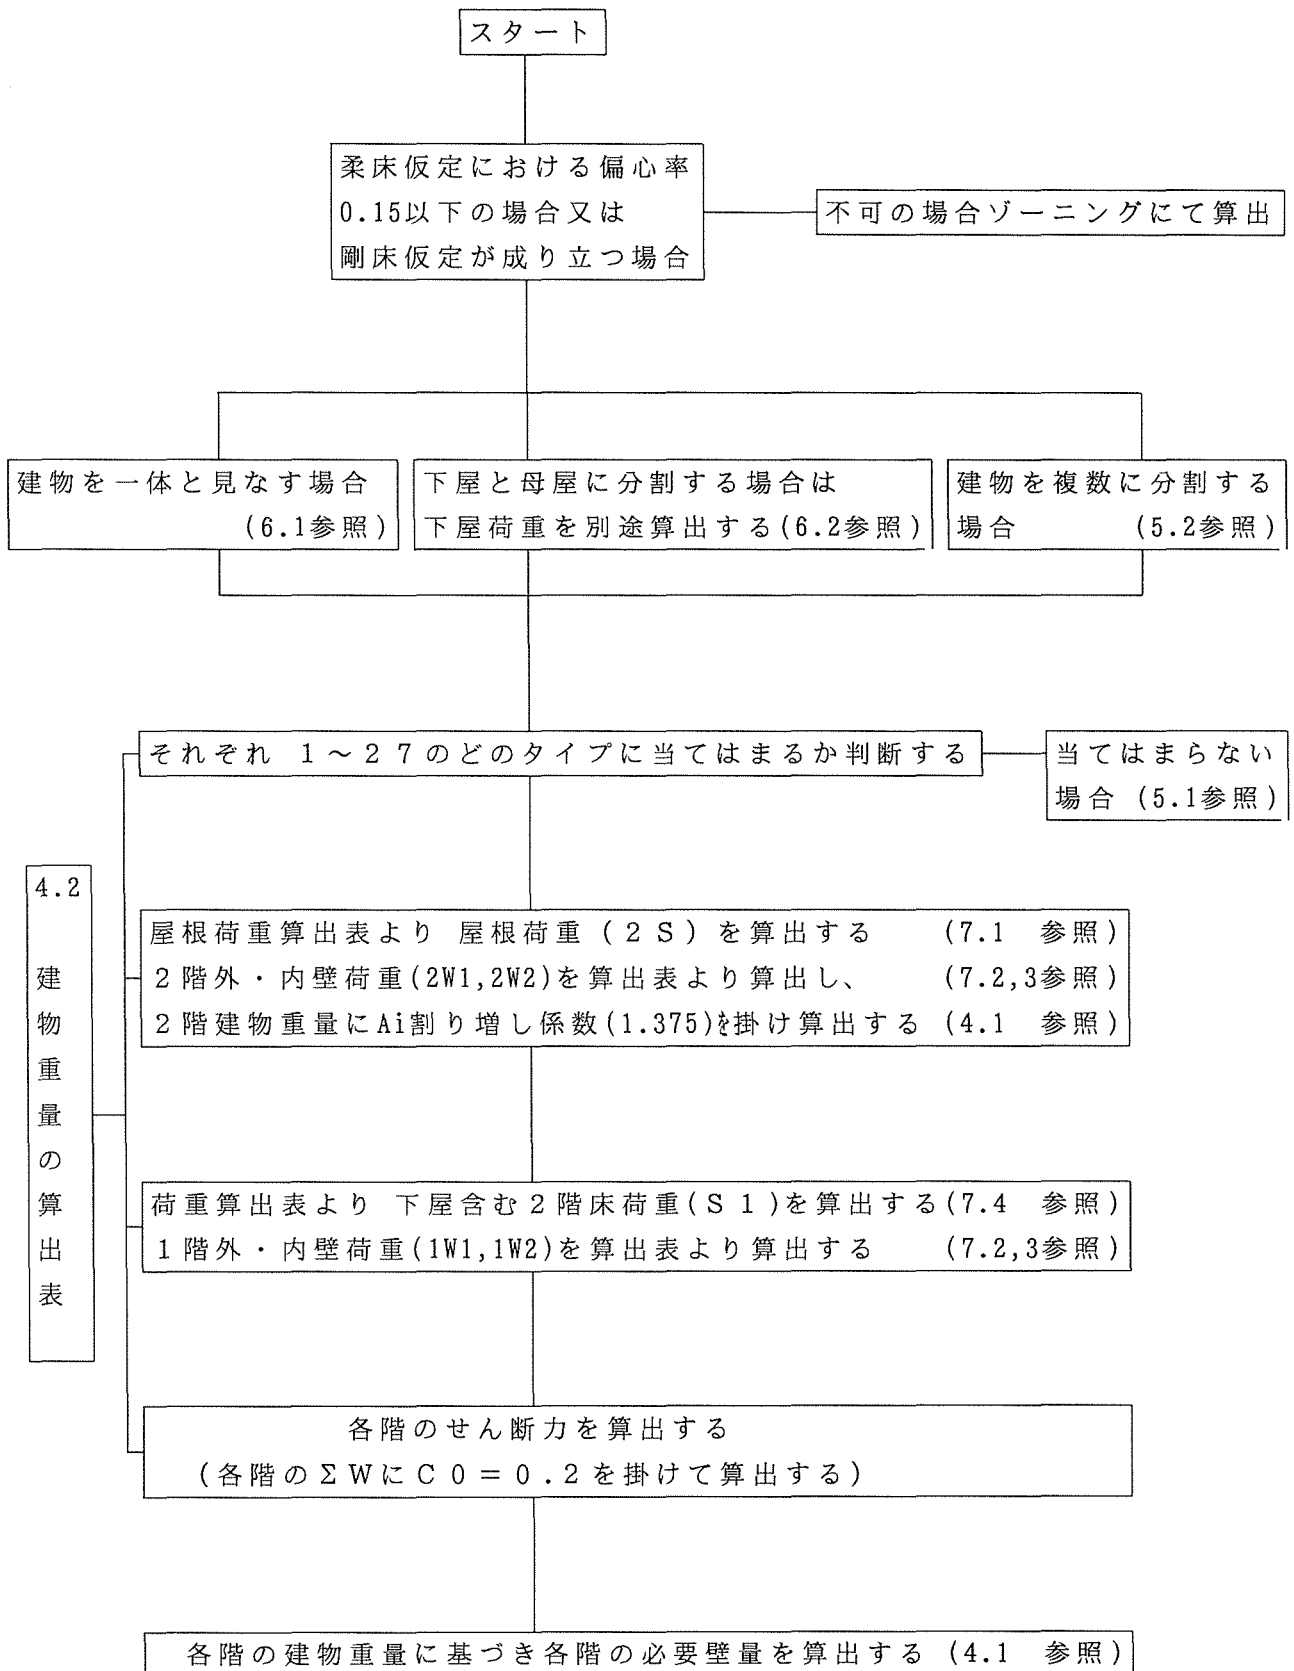 スタート
柔床仮定における偏心率
0.15以下の場合又は
剛床仮定が成り立つ場合
不可の場合ゾーニングにて算出
建物を一体と見なす場合
(6.1参照)
下屋と母屋に分割する場合は
下屋荷重を別途算出する(6.2参照)
建物を複数に分割する
場合 (5.2参照)
それぞれ 1～27のどのタイプに当てはまるか判断する
当てはまらない
場合 (5.1参照)
4.2
建
物
重
量
の
算
出
表
屋根荷重算出表より 屋根荷重(2S)を算出する (7.1 参照)
2階外・内壁荷重(2W1,2W2)を算出表より算出し、 (7.2,3参照)
2階建物重量にAi割り増し係数(1.375)を掛け算出する (4.1 参照)
荷重算出表より 下屋含む2階床荷重(S1)を算出する(7.4 参照)
1階外・内壁荷重(1W1,1W2)を算出表より算出する (7.2,3参照)
各階のせん断力を算出する
(各階のΣWにC0=0.2を掛けて算出する)
各階の建物重量に基づき各階の必要壁量を算出する (4.1 参照)